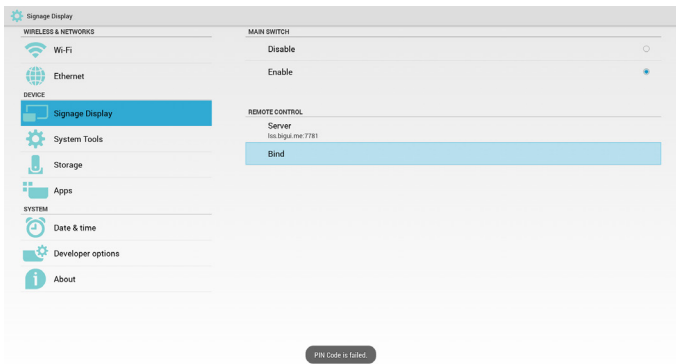 Signage Display
WIRELESS & NETWORKS
Wi-Fi
Ethernet
DEVICE
Signage Display
System Tools
Storage
Apps
SYSTEM
Date & time
Developer options
About
MAIN SWITCH
Disable
Enable
REMOTE CONTROL
Server
lss.bigui.me:7781
Bind
PIN Code is failed.